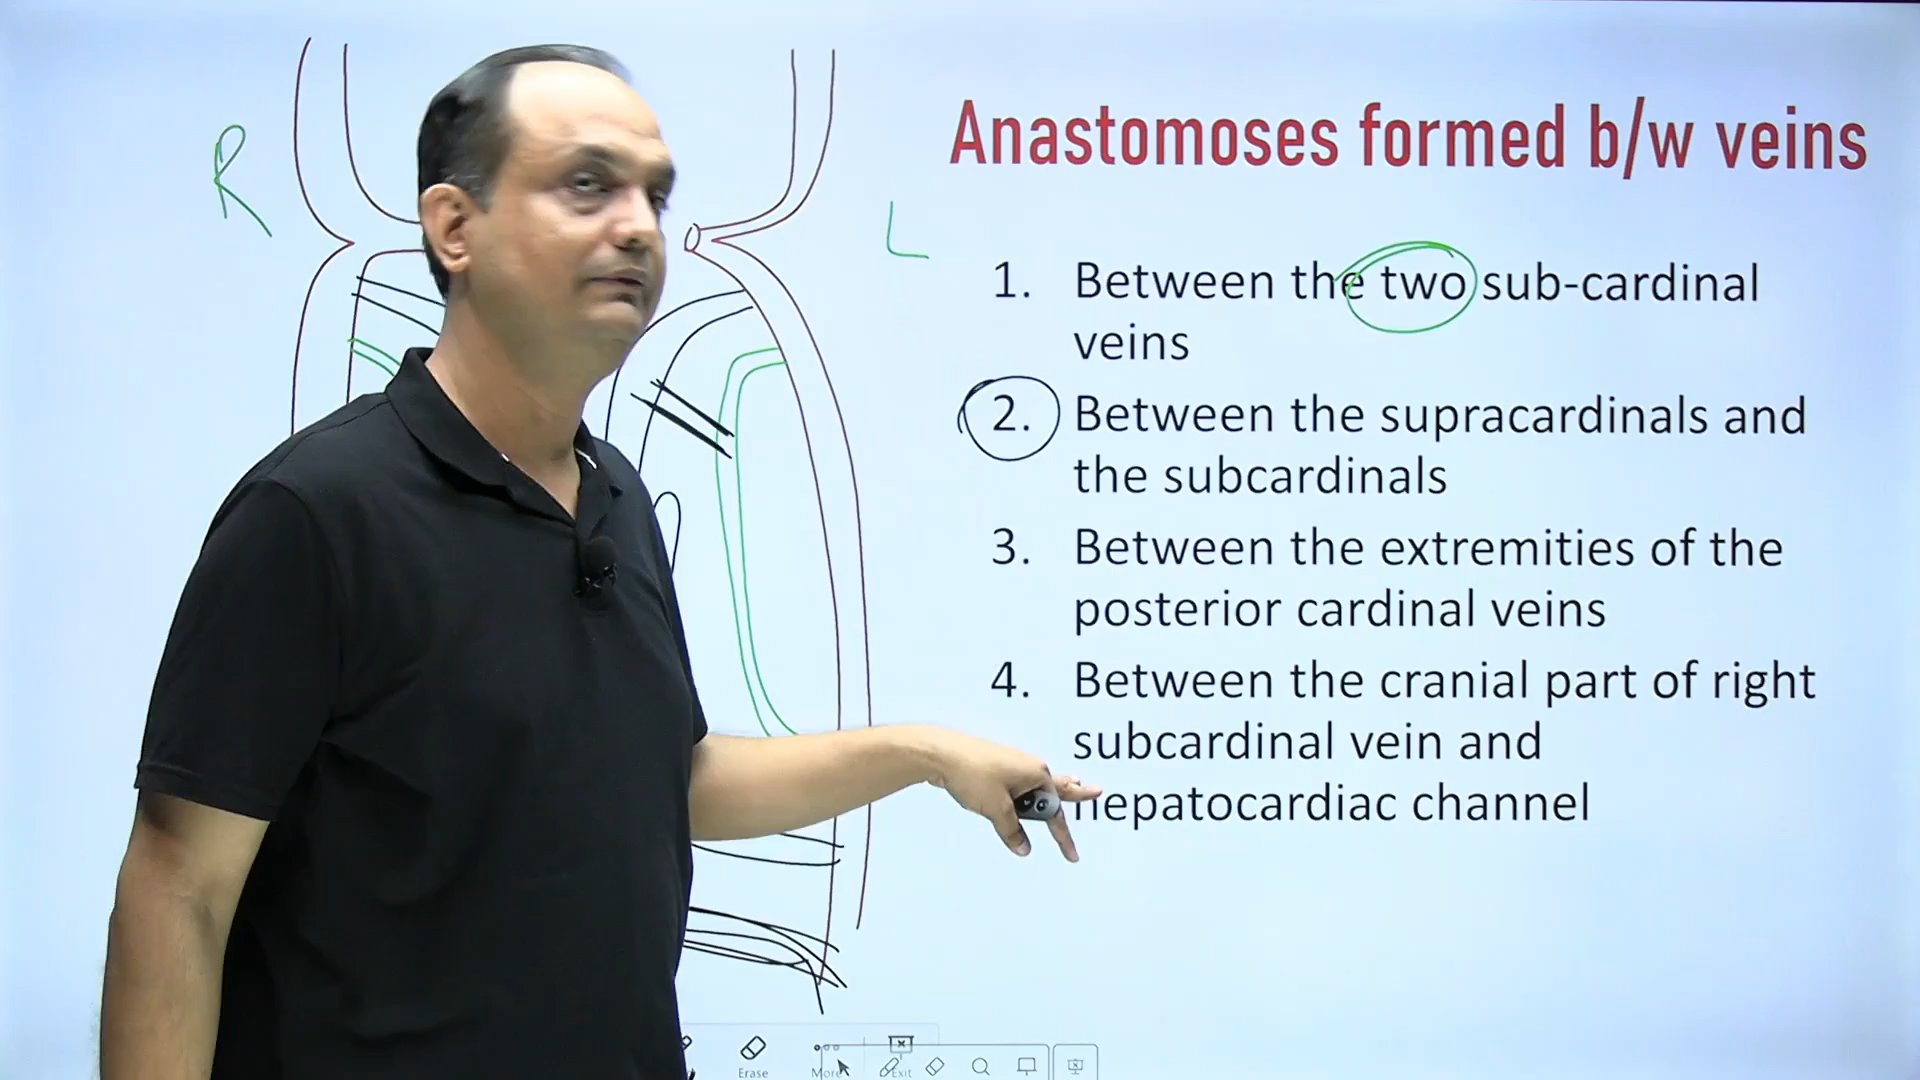 R
L
Anastomoses formed b/w veins
1. Between the two sub-cardinal
veins
2. Between the supracardinals and
the subcardinals
3. Between the extremities of the
posterior cardinal veins
4. Between the cranial part of right
subcardinal vein and
hepatocardiac channel
Erase
More
Exit